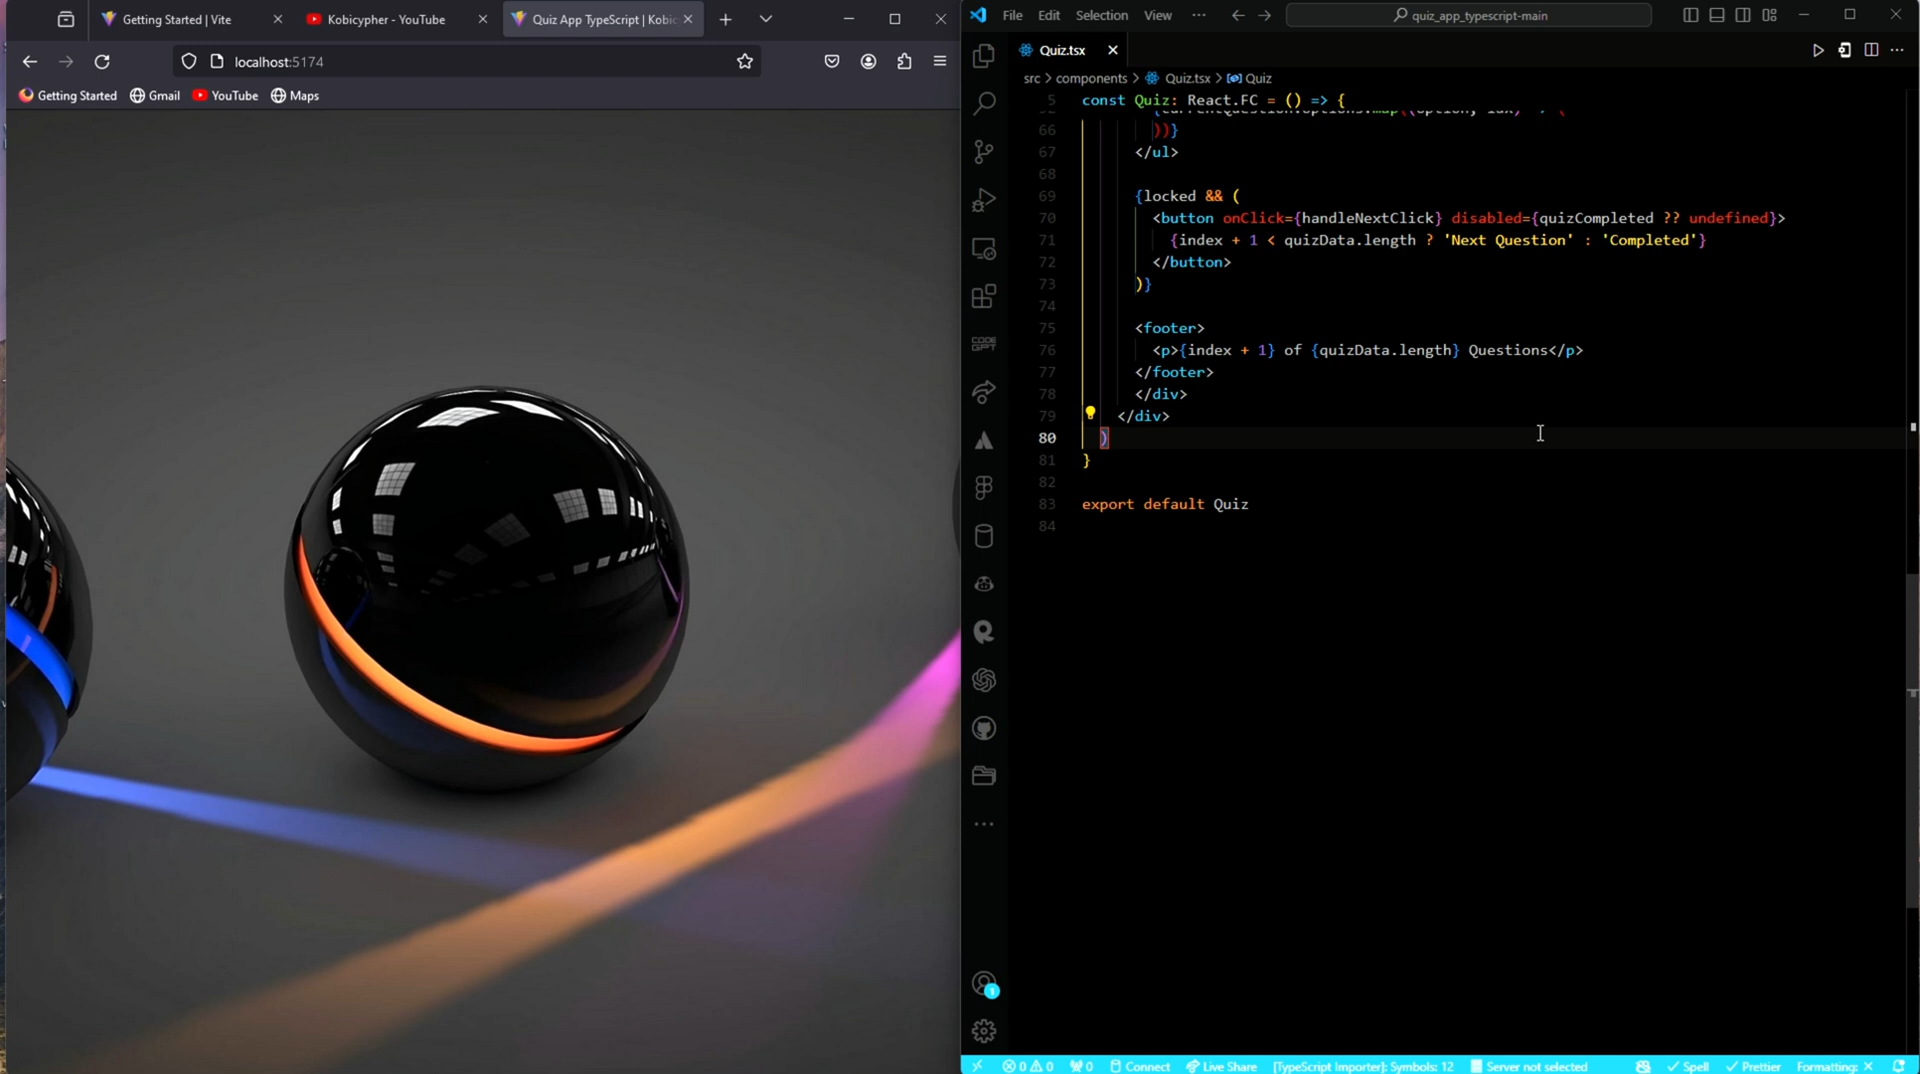 Getting Started | Vite
Kobicypher - YouTube
Quiz App TypeScript | Kobic
localhost:5174
Getting Started
Gmail
YouTube
Maps
File Edit Selection View
quiz_app_typescript-main
Quiz.tsx
src > components > Quiz.tsx > Quiz
5 const Quiz: React.FC = () => {
66 ))}
67 </ul>
68
69 {locked && (
70 <button onClick={handleNextClick} disabled={quizCompleted ?? undefined}>
71 {index + 1 < quizData.length ? 'Next Question' : 'Completed'}
72 </button>
73 )}
74
75 <footer>
76 <p>{index + 1} of {quizData.length} Questions</p>
77 </footer>
78 </div>
79 </div>
80 )
81 }
82
83 export default Quiz
84
CODE
GPT
1
0 0 0 Connect Live Share [TypeScript Importer]: Symbols: 12 Server not selected Spell Prettier Formatting: ×